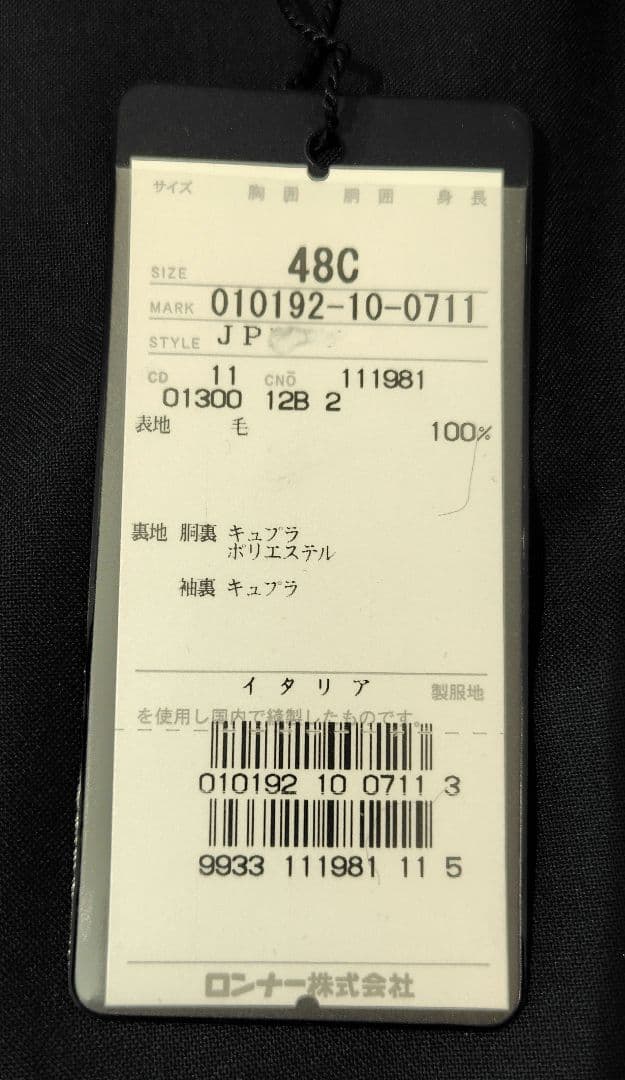 サイズ 胸囲 胴囲 身長
SIZE 48C
MARK 010192-10-0711
STYLE JP
CD 11 CNŌ 111981
01300 12B 2
表地 毛 100%
裏地 胴裏 キュプラ
ポリエステル
袖裏 キュプラ
イタリア 製服地
を使用し国内で縫製したものです。
010192 10 0711 3
9933 111981 11 5
ロンナー株式会社